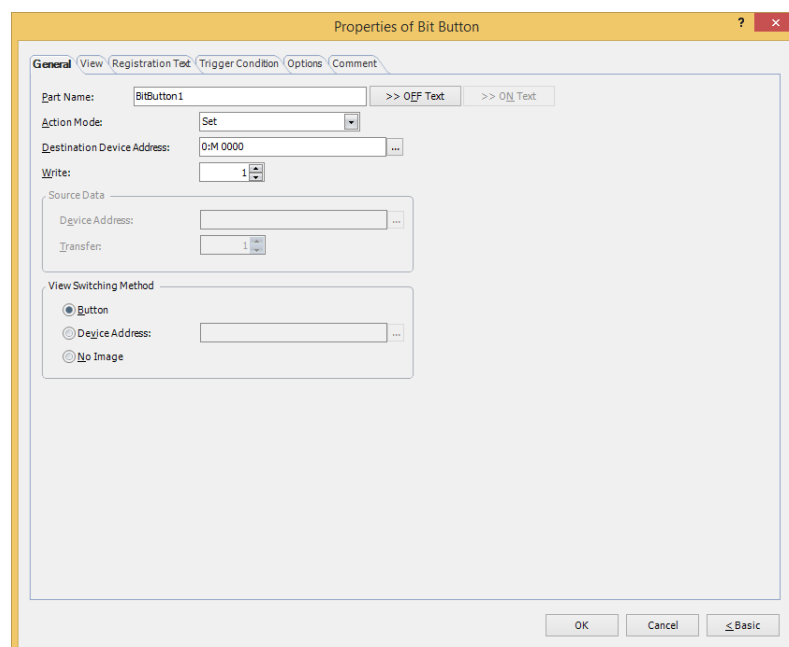 Properties of Bit Button ? ×
General View Registration Text Trigger Condition Options Comment
Part Name: BitButton1 >> OFF Text >> ON Text
Action Mode: Set
Destination Device Address: 0:M 0000 ...
Write: 1
Source Data
Device Address: ...
Transfer: 1
View Switching Method
Button
Device Address: ...
No Image
OK Cancel < Basic